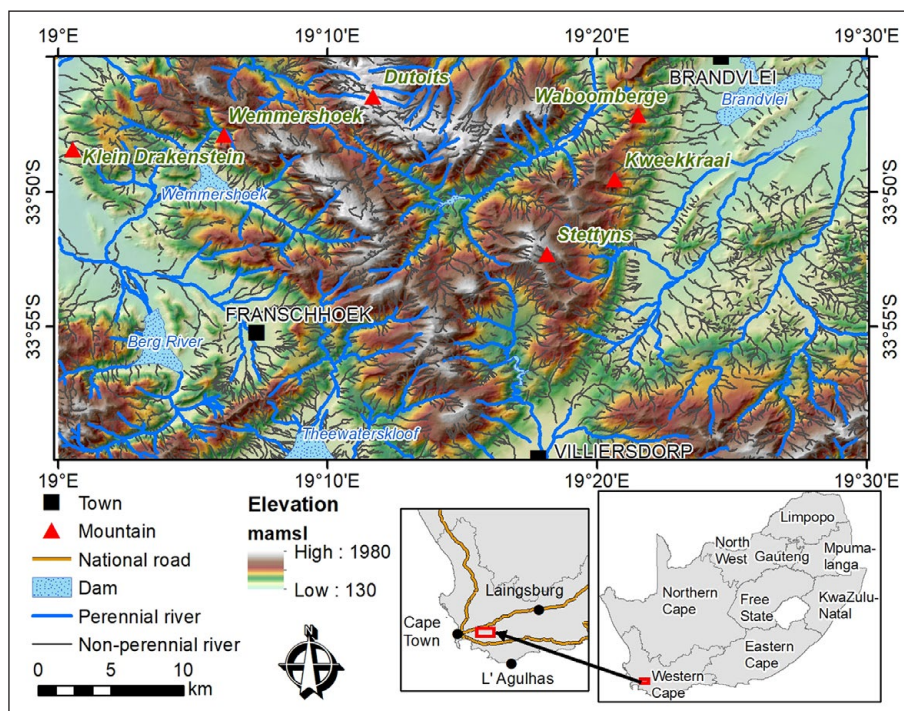 19°E
19°10'E
19°20'E
19°30'E
Dutoits
BRANDVLEI
Waboomberge
Brandvlei
Wemmershoek
Klein Drakenstein
Kweekkraai
33°50'S
33°50'S
Wemmershoek
Stettyns
FRANSCHHOEK
33°55'S
33°55'S
Berg River
Theewaterskloof
VILLIERSDORP
19°E
19°10'E
19°20'E
19°30'E
Town
Mountain
National road
Dam
Perennial river
Non-perennial river
0 2 4 6 8 10
km
Elevation
mamsl
High : 1980
Low : 130
N
Laingsburg
Cape
Town
L' Agulhas
Limpopo
North
West
Gauteng
Mpuma-
langa
Northern
Cape
Free
State
KwaZulu-
Natal
Eastern
Cape
Western
Cape